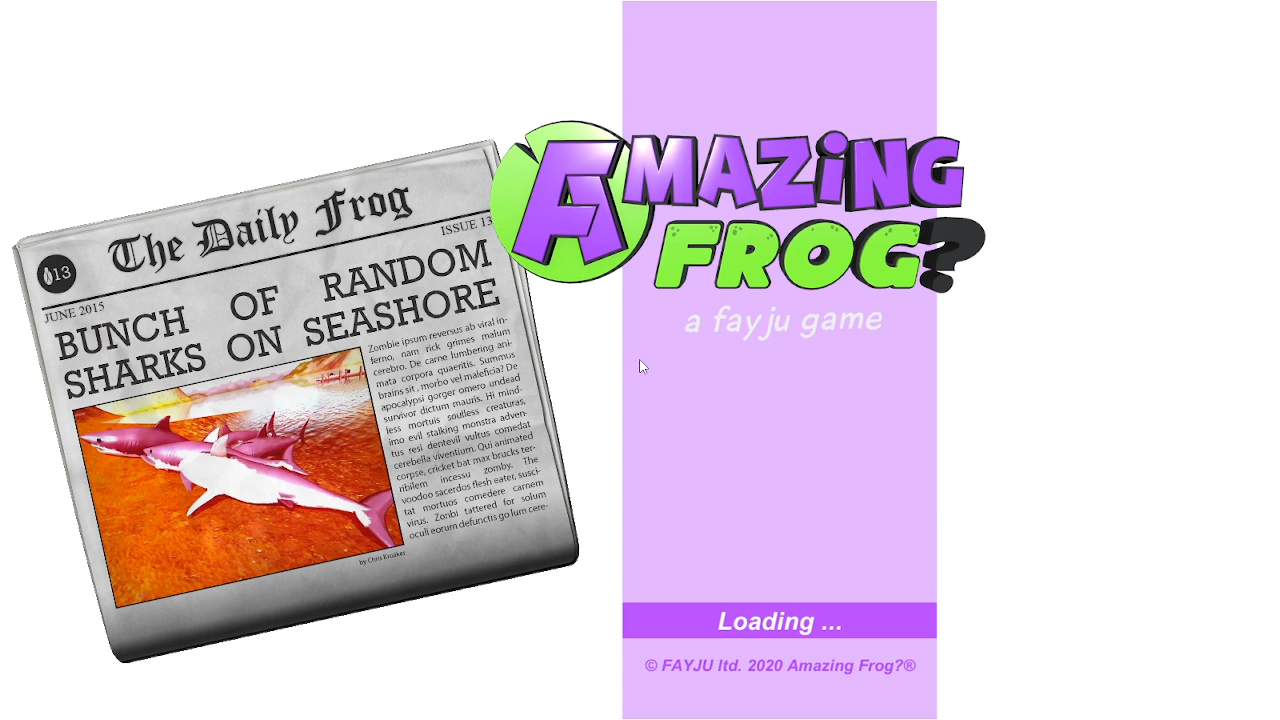 The Daily Frog
13
ISSUE 13
JUNE 2015
BUNCH OF RANDOM
SHARKS ON SEASHORE
Zombie ipsum reversus ab viral in-
ferno, nam rick grimes malum
cerebro. De carne lumbering ani-
mata corpora quaeritis. Summus
brains sit , morbo vel maleficia? De
apocalypsi gorger omero undead
survivor dictum mauris. Hi mind-
less mortuis soulless creaturas,
imo evil stalking monstra adven-
tus resi dentevil vultus comedat
cerebella viventium. Qui animated
corpse, cricket bat max brucks ter-
ribilem incessu zomby. The
voodoo sacerdos flesh eater, susci-
tat mortuos comedere carnem
virus. Zonbi tattered for solum
oculi eorum defunctis go lum cere-
by Chris Kroaker
AMAZING
FROG?
a fayju game
Loading ...
© FAYJU ltd. 2020 Amazing Frog?®